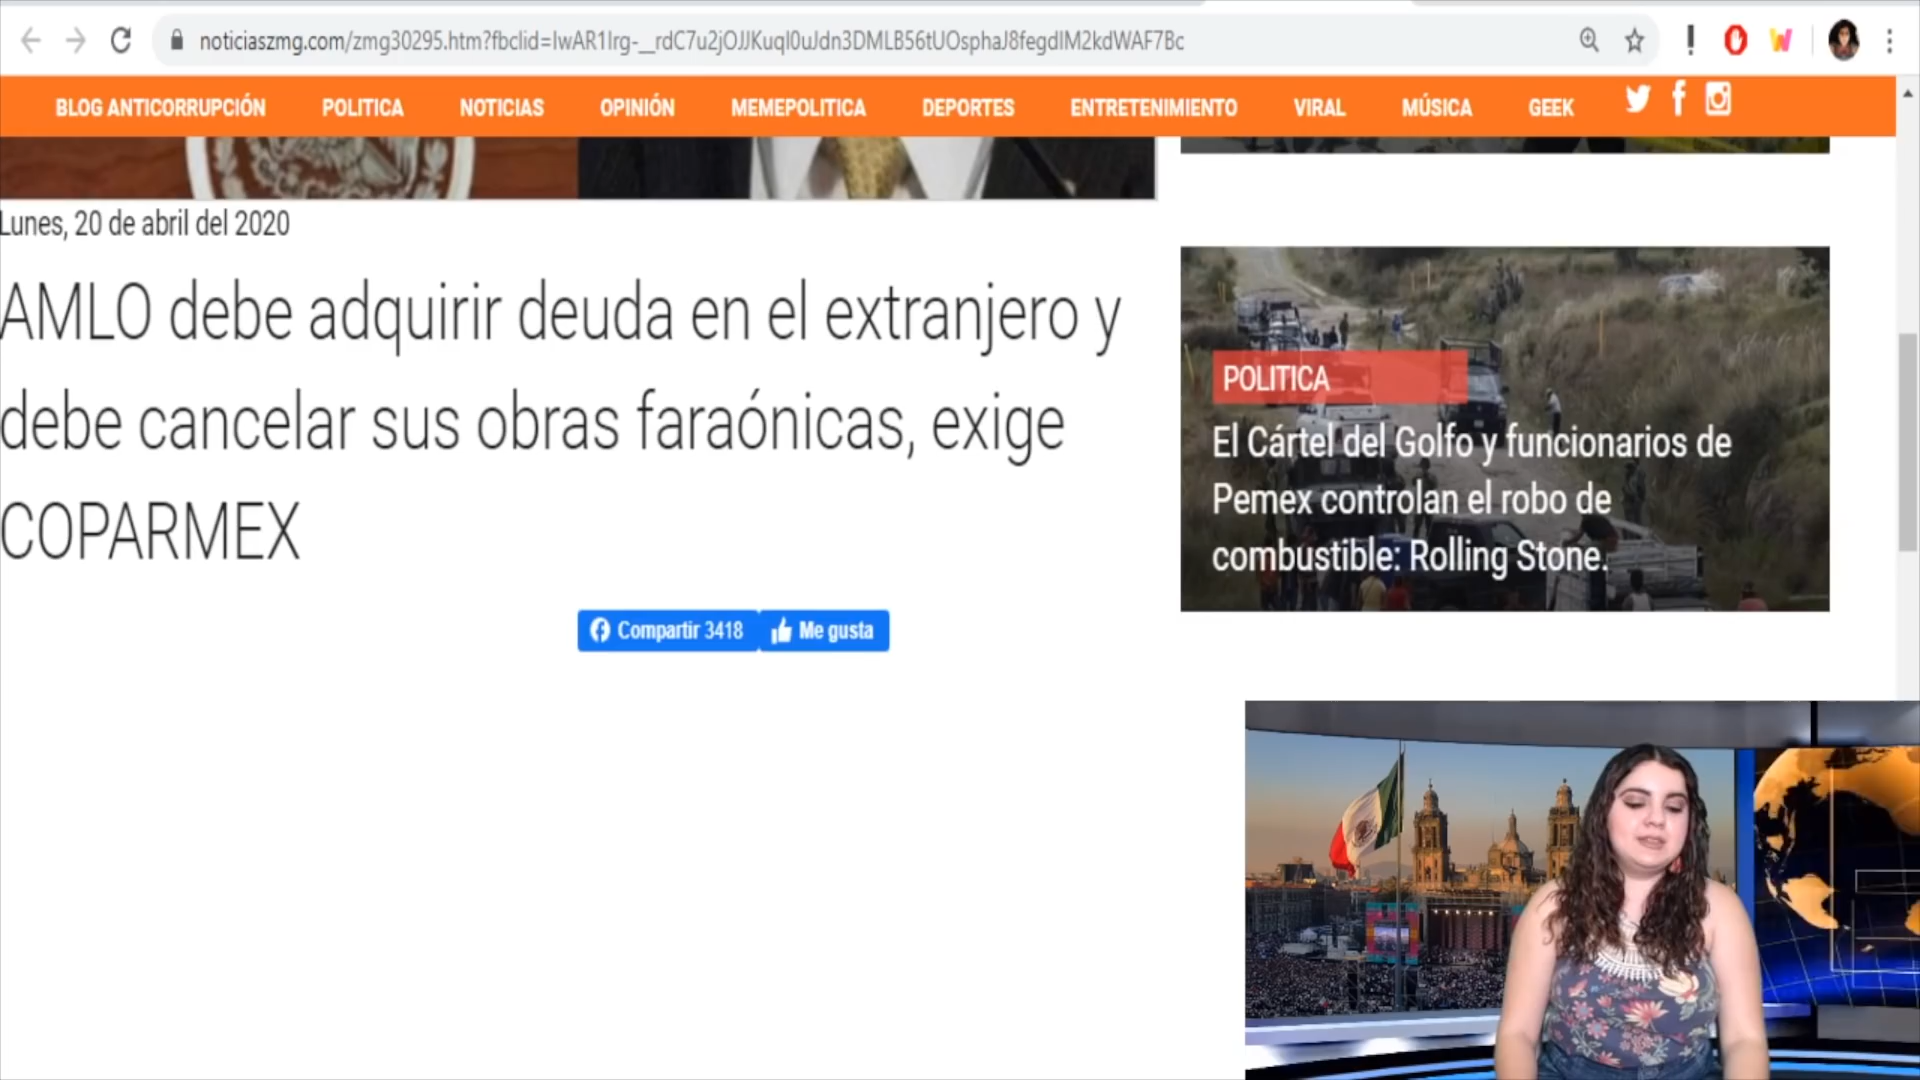 noticiaszmg.com/zmg30295.htm?fbclid=IwAR1Irg-__rdC7u2jOJJKuqI0uJdn3DMLB56tUOsphaJ8fegdIM2kdWAF7Bc
BLOG ANTICORRUPCIÓN POLITICA NOTICIAS OPINIÓN MEMEPOLITICA DEPORTES ENTRETENIMIENTO VIRAL MÚSICA GEEK
Lunes, 20 de abril del 2020
AMLO debe adquirir deuda en el extranjero y
debe cancelar sus obras faraónicas, exige
COPARMEX
Compartir 3418 Me gusta
POLITICA
El Cártel del Golfo y funcionarios de
Pemex controlan el robo de
combustible: Rolling Stone.